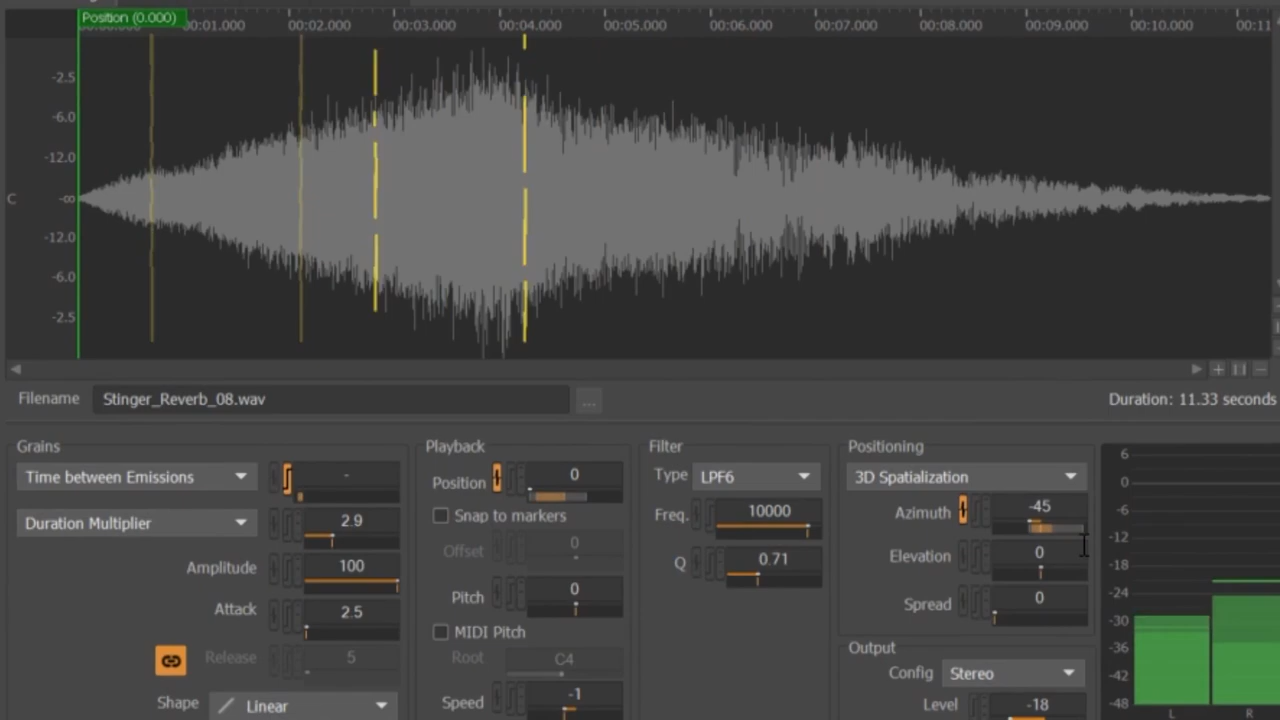 Position (0.000)
00:01.000 00:02.000 00:03.000 00:04.000 00:05.000 00:06.000 00:07.000 00:08.000 00:09.000 00:10.000 00:11
-2.5
-6.0
-12.0
C -∞
-12.0
-6.0
-2.5
Filename Stinger_Reverb_08.wav ... Duration: 11.33 seconds
Grains Playback Filter Positioning
Time between Emissions -
Position 0
Type LPF6
3D Spatialization
Duration Multiplier 2.9
Snap to markers
Freq. 10000
Azimuth -45
Offset 0
Amplitude 100
Q 0.71
Elevation 0
Attack 2.5
Pitch 0
Spread 0
MIDI Pitch
Release 5
Root C4
Output
Config Stereo
Shape Linear
Speed -1
Level -18
6
0
-6
-12
-18
-24
-30
-36
-42
-48
L R